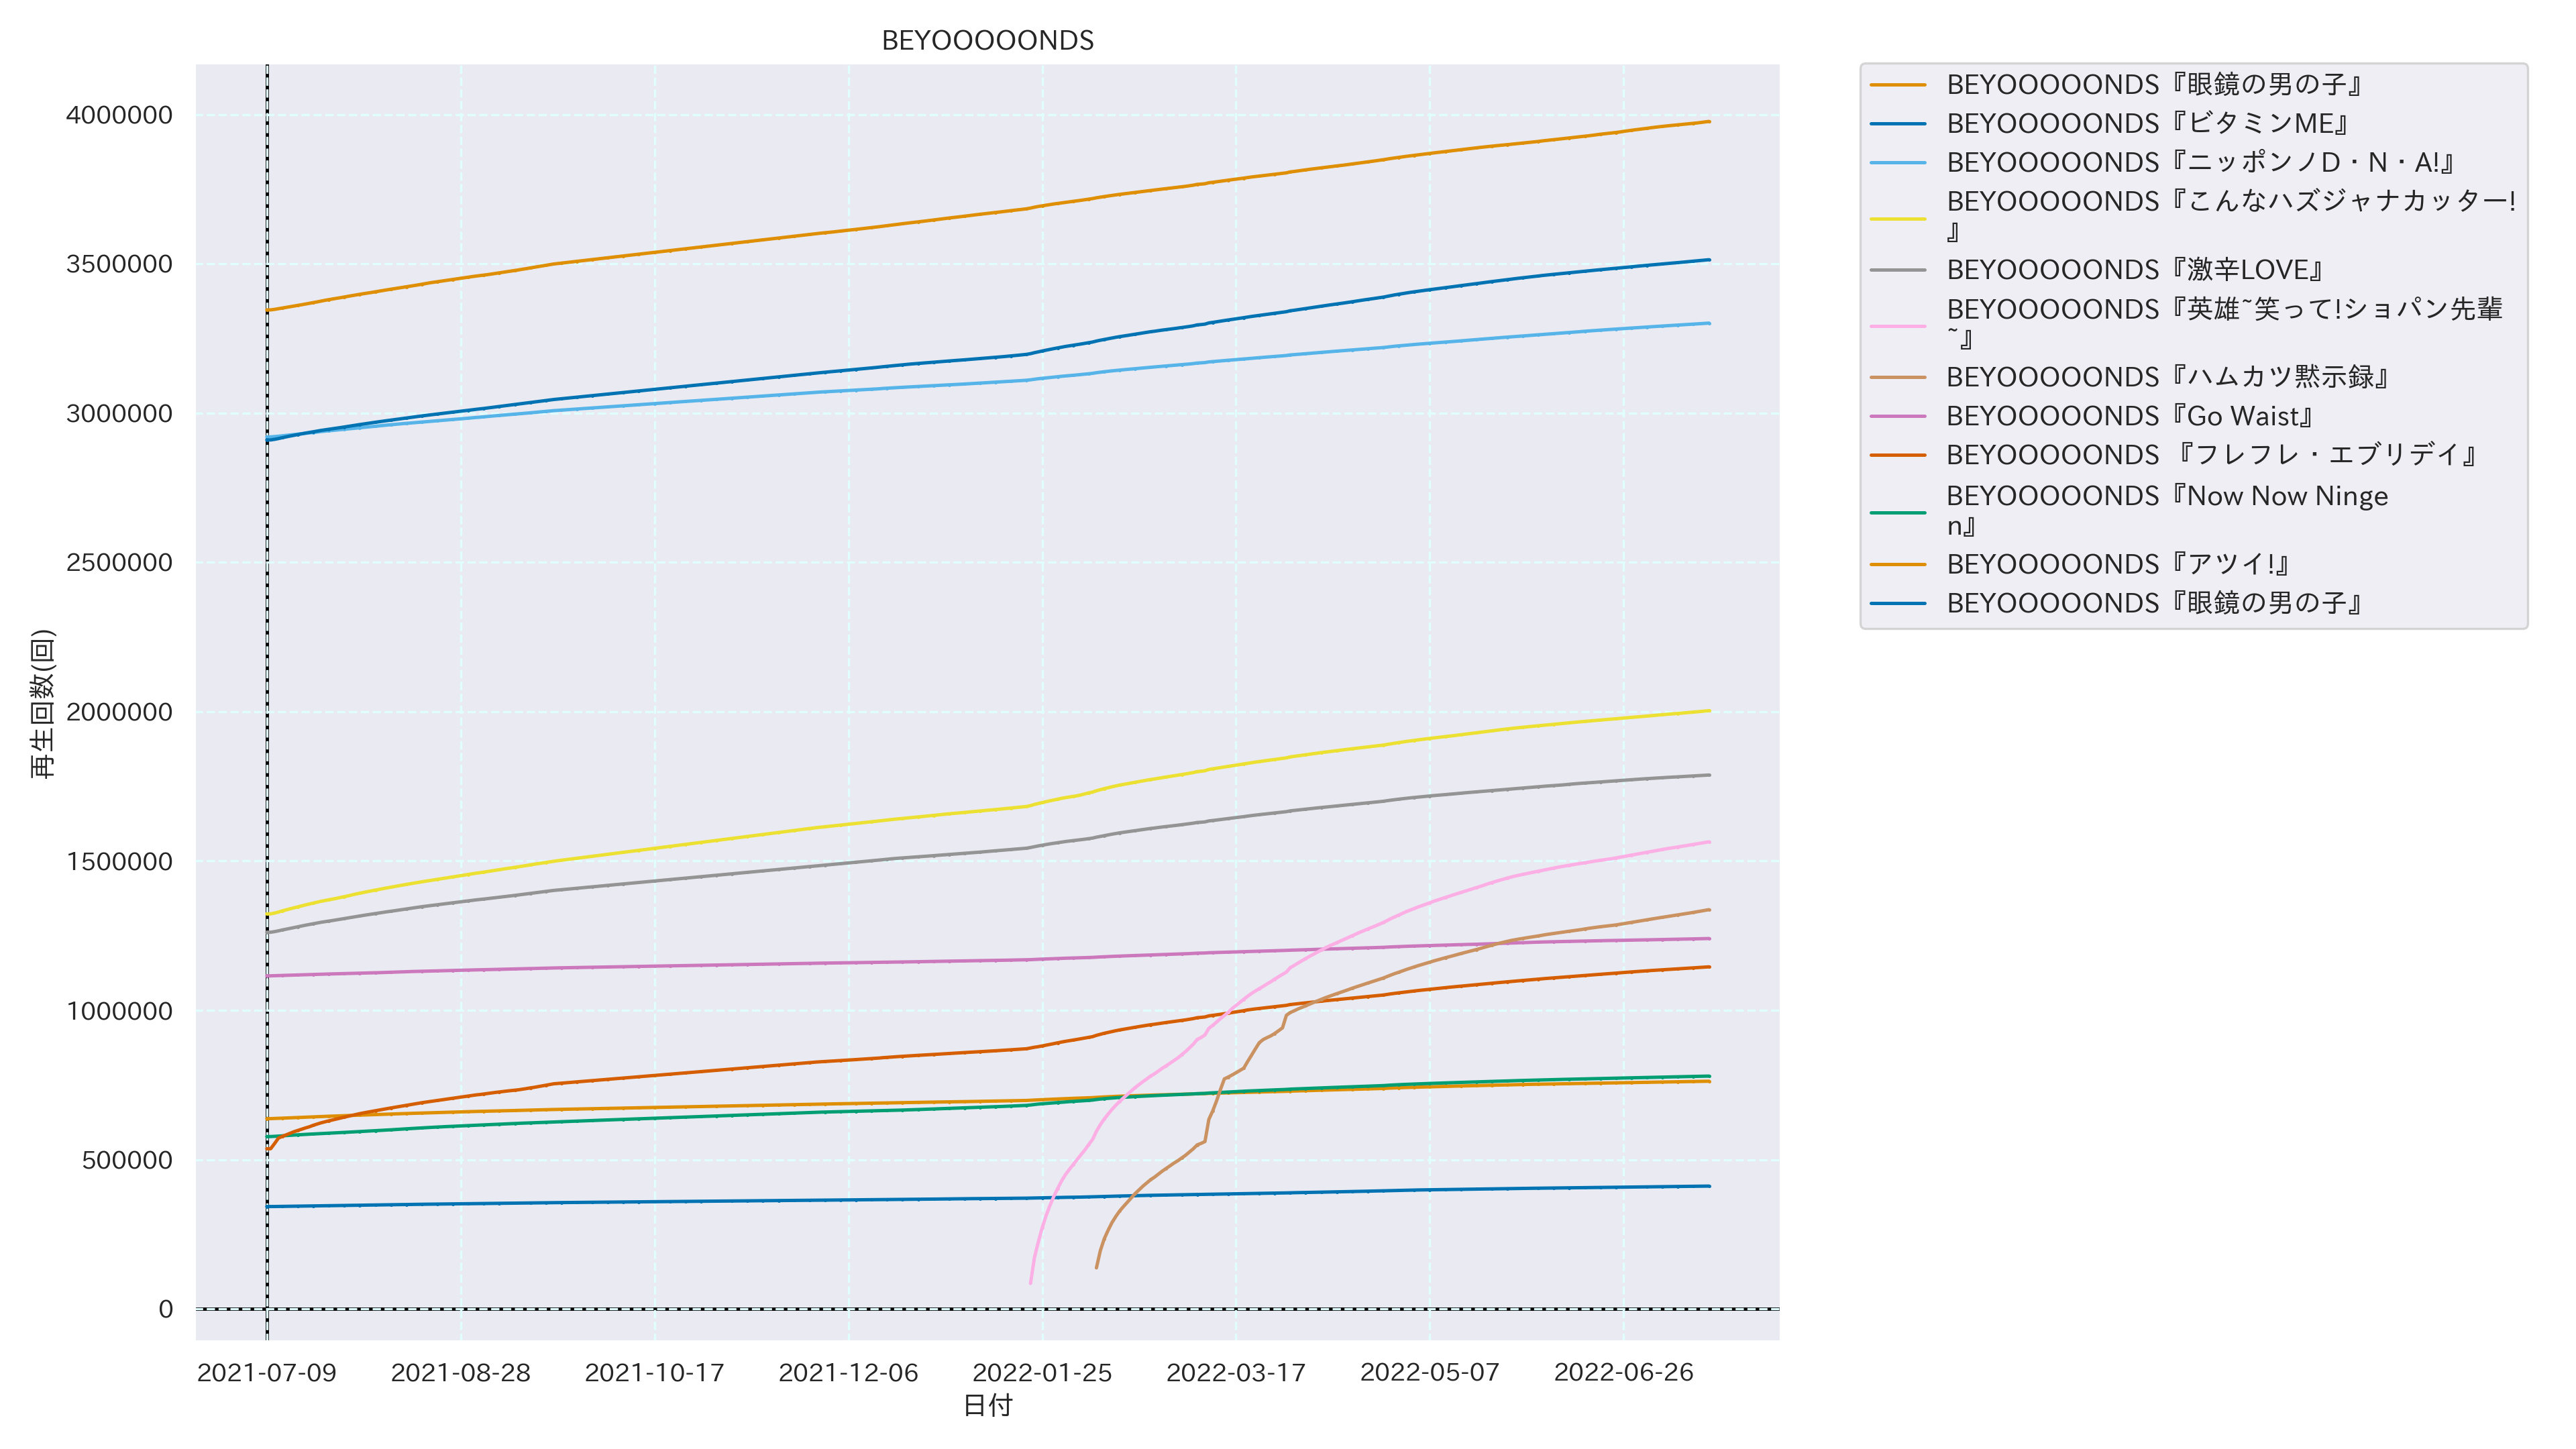 BEYOOOOONDS
4000000
3500000
3000000
2500000
2000000
1500000
1000000
500000
0
再生回数(回)
2021-07-09
2021-08-28
2021-10-17
2021-12-06
2022-01-25
2022-03-17
2022-05-07
2022-06-26
日付
BEYOOOOONDS『眼鏡の男の子』
BEYOOOOONDS『ビタミンME』
BEYOOOOONDS『ニッポンノD・N・A!』
BEYOOOOONDS『こんなハズジャナカッター!
』
BEYOOOOONDS『激辛LOVE』
BEYOOOOONDS『英雄~笑って!ショパン先輩
~』
BEYOOOOONDS『ハムカツ黙示録』
BEYOOOOONDS『Go Waist』
BEYOOOOONDS 『フレフレ・エブリデイ』
BEYOOOOONDS『Now Now Ninge
n』
BEYOOOOONDS『アツイ!』
BEYOOOOONDS『眼鏡の男の子』